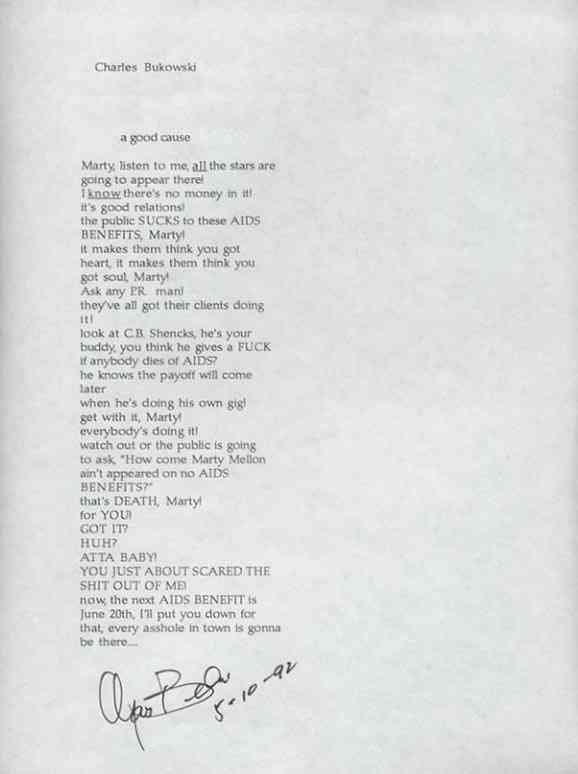 Charles Bukowski
a good cause
Marty, listen to me, all the stars are
going to appear there!
I know there's no money in it!
it's good relations!
the public SUCKS to these AIDS
BENEFITS, Marty!
it makes them think you got
heart, it makes them think you
got soul, Marty!
Ask any P.R. man!
they've all got their clients doing
it!
look at C.B. Shencks, he's your
buddy, you think he gives a FUCK
if anybody dies of AIDS?
he knows the payoff will come
later
when he's doing his own gig!
get with it, Marty!
everybody's doing it!
watch out or the public is going
to ask, "How come Marty Mellon
ain't appeared on no AIDS
BENEFITS?"
that's DEATH, Marty!
for YOU!
GOT IT?
HUH?
ATTA BABY!
YOU JUST ABOUT SCARED THE
SHIT OUT OF ME!
now, the next AIDS BENEFIT is
June 20th, I'll put you down for
that, every asshole in town is gonna
be there....
5-10-92